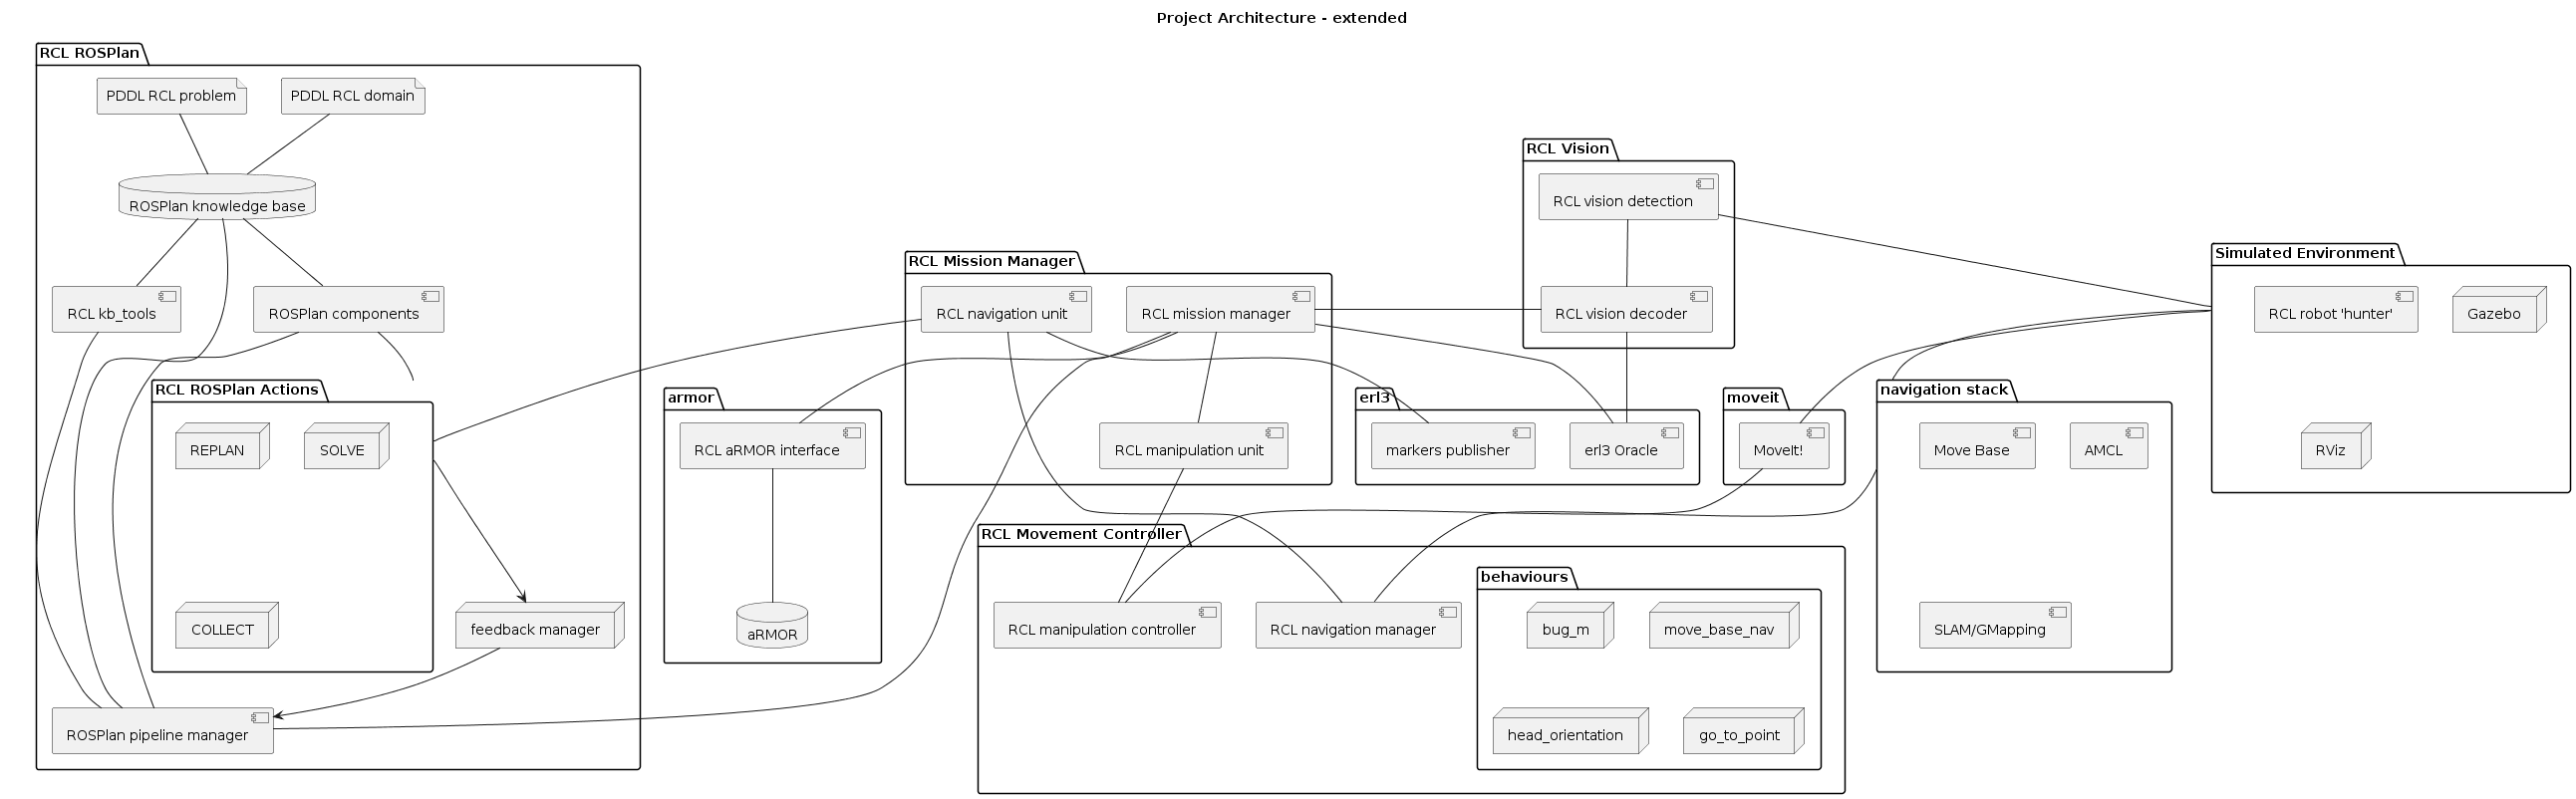 Project Architecture - extended
RCL ROSPlan
PDDL RCL problem
PDDL RCL domain
ROSPlan knowledge base
RCL kb_tools
ROSPlan components
RCL ROSPlan Actions
REPLAN
SOLVE
COLLECT
feedback manager
ROSPlan pipeline manager
armor
RCL aRMOR interface
aRMOR
RCL Mission Manager
RCL navigation unit
RCL mission manager
RCL manipulation unit
RCL Vision
RCL vision detection
RCL vision decoder
erl3
markers publisher
erl3 Oracle
moveit
MoveIt!
RCL Movement Controller
RCL manipulation controller
RCL navigation manager
behaviours
bug_m
move_base_nav
head_orientation
go_to_point
navigation stack
Move Base
AMCL
SLAM/GMapping
Simulated Environment
RCL robot 'hunter'
Gazebo
RViz